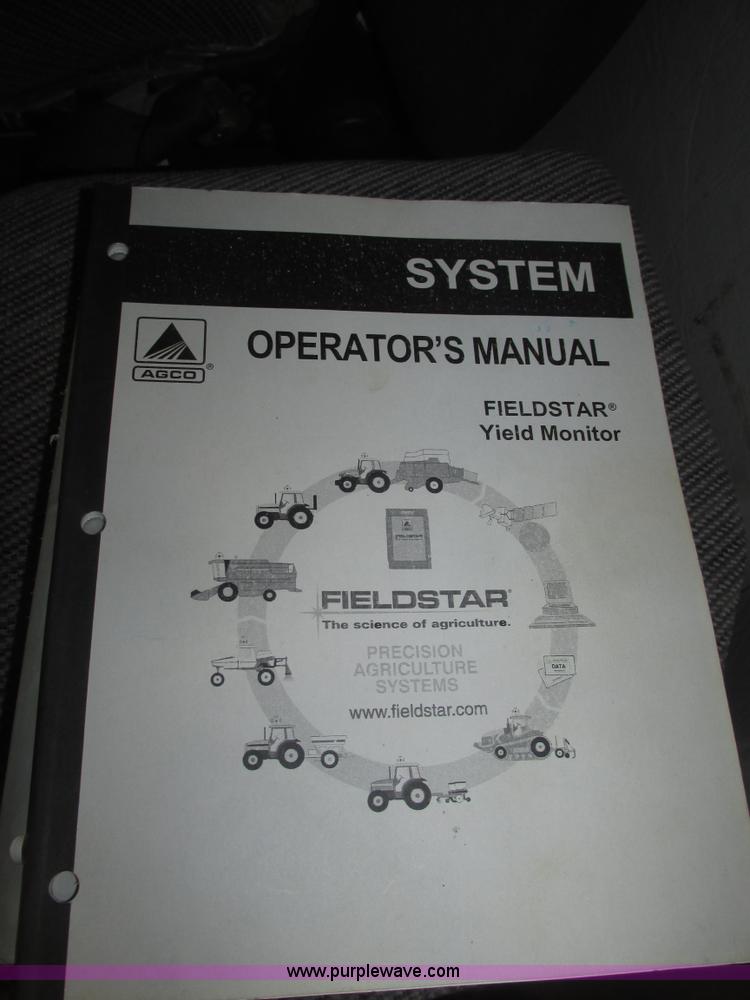 SYSTEM
AGCO®
OPERATOR'S MANUAL
FIELDSTAR®
Yield Monitor
FIELDSTAR
FIELDSTAR®
The science of agriculture.
PRECISION
AGRICULTURE
SYSTEMS
www.fieldstar.com
DATA
www.purplewave.com